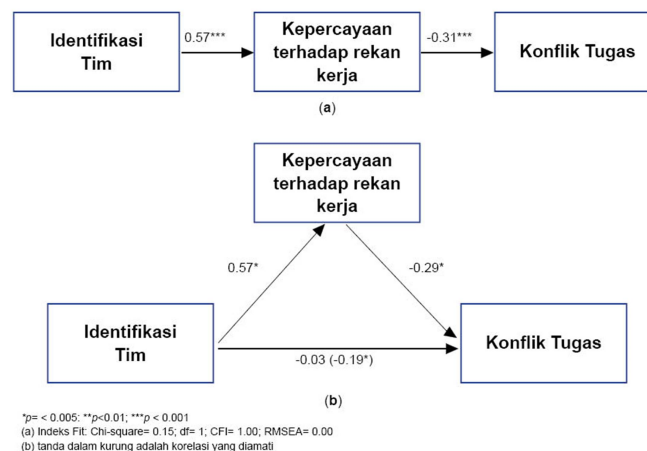 Identifikasi
Tim
0.57***
Kepercayaan
terhadap rekan
kerja
-0.31***
Konflik Tugas
(a)
Kepercayaan
terhadap rekan
kerja
0.57*
-0.29*
Identifikasi
Tim
-0.03 (-0.19*)
Konflik Tugas
(b)
*p= < 0.005: **p<0.01; ***p < 0.001
(a) Indeks Fit: Chi-square= 0.15; df= 1; CFI= 1.00; RMSEA= 0.00
(b) tanda dalam kurung adalah korelasi yang diamati